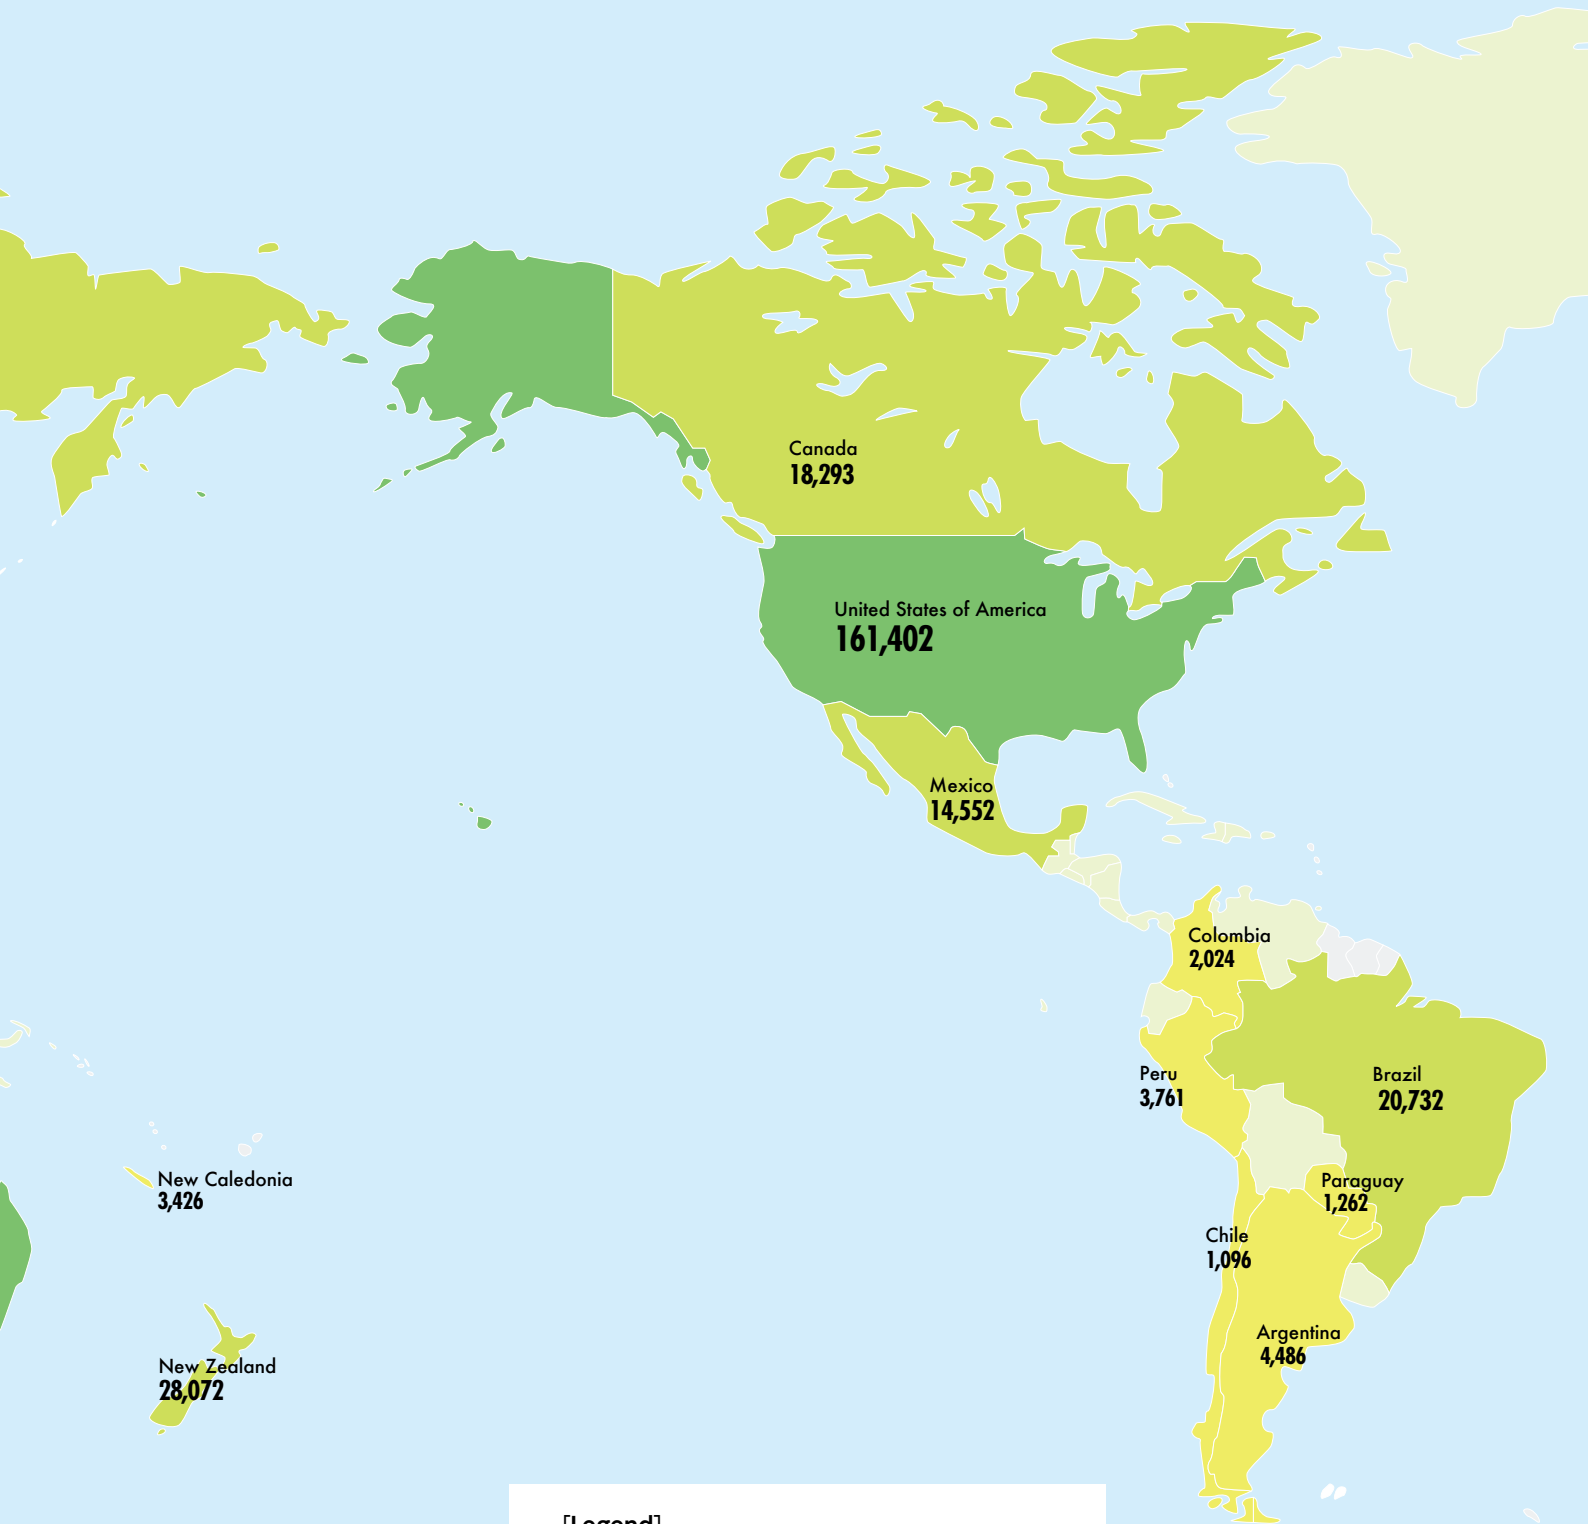 Canada
18,293
United States of America
161,402
Mexico
14,552
Colombia
2,024
Peru
3,761
Brazil
20,732
New Caledonia
3,426
Paraguay
1,262
Chile
1,096
Argentina
4,486
New Zealand
28,072
[Legend]